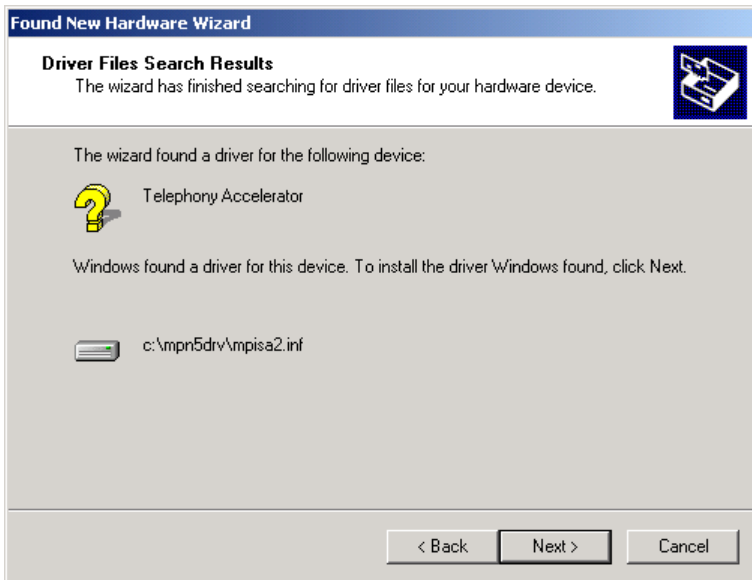 Found New Hardware Wizard
Driver Files Search Results
The wizard has finished searching for driver files for your hardware device.
The wizard found a driver for the following device:
Telephony Accelerator
Windows found a driver for this device. To install the driver Windows found, click Next.
c:\mpn5drv\mpisa2.inf
< Back Next > Cancel